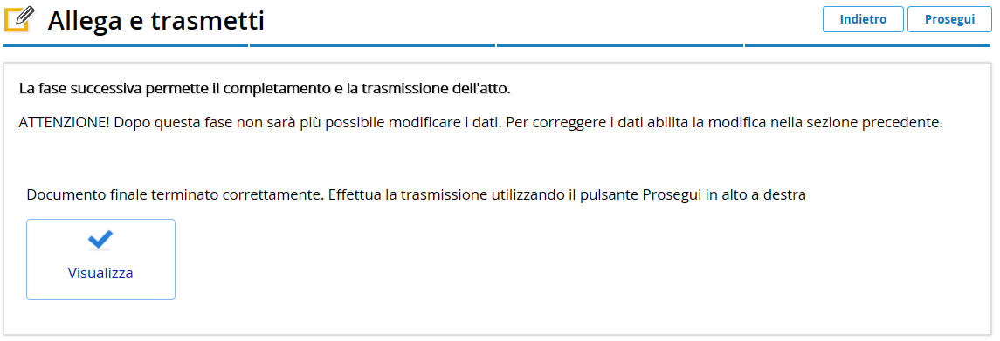 Allega e trasmetti
Indietro
Prosegui
La fase successiva permette il completamento e la trasmissione dell'atto.
ATTENZIONE! Dopo questa fase non sarà più possibile modificare i dati. Per correggere i dati abilita la modifica nella sezione precedente.
Documento finale terminato correttamente. Effettua la trasmissione utilizzando il pulsante Prosegui in alto a destra
Visualizza